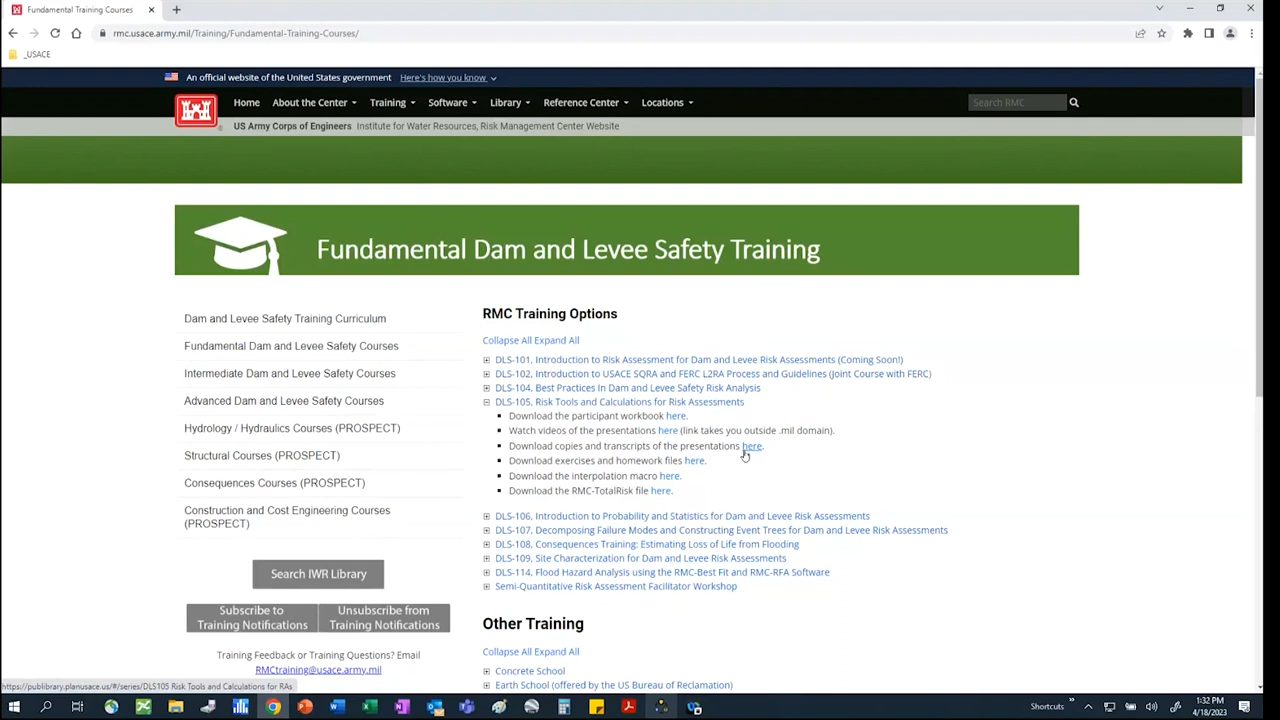 Fundamental Training Courses
rmc.usace.army.mil/Training/Fundamental-Training-Courses/
_USACE
An official website of the United States government Here's how you know
Home About the Center Training Software Library Reference Center Locations Search RMC
US Army Corps of Engineers Institute for Water Resources, Risk Management Center Website
Fundamental Dam and Levee Safety Training
Dam and Levee Safety Training Curriculum
Fundamental Dam and Levee Safety Courses
Intermediate Dam and Levee Safety Courses
Advanced Dam and Levee Safety Courses
Hydrology / Hydraulics Courses (PROSPECT)
Structural Courses (PROSPECT)
Consequences Courses (PROSPECT)
Construction and Cost Engineering Courses
(PROSPECT)
Search IWR Library
Subscribe to
Training Notifications
Unsubscribe from
Training Notifications
Training Feedback or Training Questions? Email
RMCtraining@usace.army.mil
RMC Training Options
Collapse All Expand All
DLS-101, Introduction to Risk Assessment for Dam and Levee Risk Assessments (Coming Soon!)
DLS-102, Introduction to USACE SQRA and FERC L2RA Process and Guidelines (Joint Course with FERC)
DLS-104, Best Practices In Dam and Levee Safety Risk Analysis
DLS-105, Risk Tools and Calculations for Risk Assessments
Download the participant workbook here.
Watch videos of the presentations here (link takes you outside .mil domain).
Download copies and transcripts of the presentations here.
Download exercises and homework files here.
Download the interpolation macro here.
Download the RMC-TotalRisk file here.
DLS-106, Introduction to Probability and Statistics for Dam and Levee Risk Assessments
DLS-107, Decomposing Failure Modes and Constructing Event Trees for Dam and Levee Risk Assessments
DLS-108, Consequences Training: Estimating Loss of Life from Flooding
DLS-109, Site Characterization for Dam and Levee Risk Assessments
DLS-114, Flood Hazard Analysis using the RMC-Best Fit and RMC-RFA Software
Semi-Quantitative Risk Assessment Facilitator Workshop
Other Training
Collapse All Expand All
Concrete School
Earth School (offered by the US Bureau of Reclamation)
https://publibrary.planusace.us/#/series/DLS105 Risk Tools and Calculations for RAs
Shortcuts
1:32 PM
4/18/2023